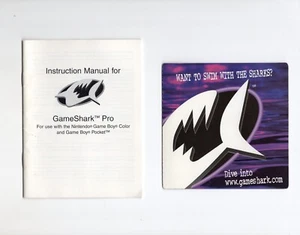 Instruction Manual for
GameShark™ Pro
For use with the Nintendo® Game Boy® Color
and Game Boy Pocket™
WANT TO SWIM WITH THE SHARKS?
Dive into
www.gameshark.com